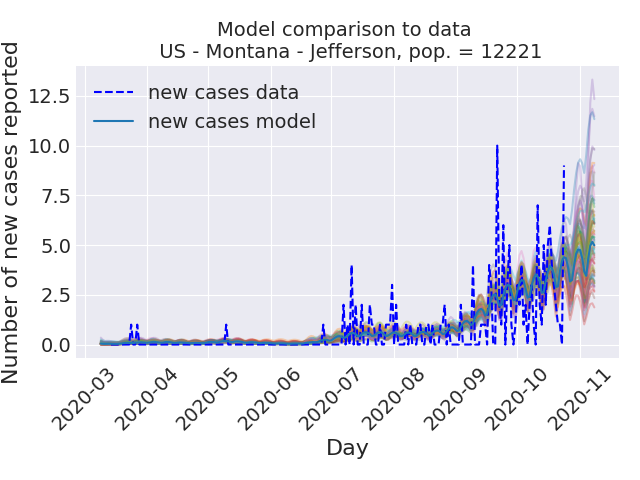 Model comparison to data
US - Montana - Jefferson, pop. = 12221
new cases data
new cases model
Number of new cases reported
12.5
10.0
7.5
5.0
2.5
0.0
2020-03
2020-04
2020-05
2020-06
2020-07
2020-08
2020-09
2020-10
2020-11
Day